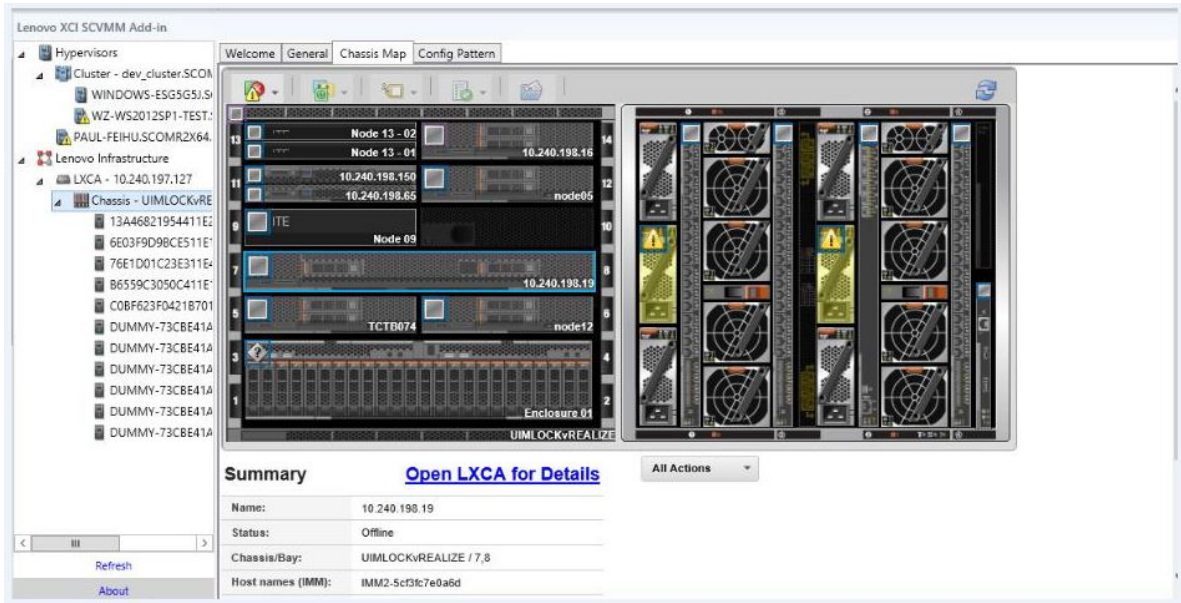 Lenovo XCI SCVMM Add-in
Hypervisors
Cluster - dev_cluster.SCOM
WINDOWS-ESG5G5J.S
WZ-WS2012SP1-TEST.
PAUL-FEIHU.SCOMR2X64.
Lenovo Infrastructure
LXCA - 10.240.197.127
Chassis - UIMLOCKvRE
13A46821954411E2
6E03F9D9BCE511E
76E1D01C23E311E4
B6559C3050C411E
C0BF623F0421B701
DUMMY-73CBE41A
DUMMY-73CBE41A
DUMMY-73CBE41A
DUMMY-73CBE41A
DUMMY-73CBE41A
DUMMY-73CBE41A
Refresh
About
Welcome General Chassis Map Config Pattern
13 Node 13 - 02 14
Node 13 - 01 10.240.198.16
11 10.240.198.150 12
10.240.198.65 node05
9 ITE 10
Node 09
7 8
10.240.198.19
5 6
TCTB074 node12
3 4
1 2
Enclosure 01
UIMLOCKvREALIZE
Summary Open LXCA for Details
All Actions
Name: 10.240.198.19
Status: Offline
Chassis/Bay: UIMLOCKvREALIZE / 7,8
Host names (IMM): IMM2-5cf3fc7e0a6d